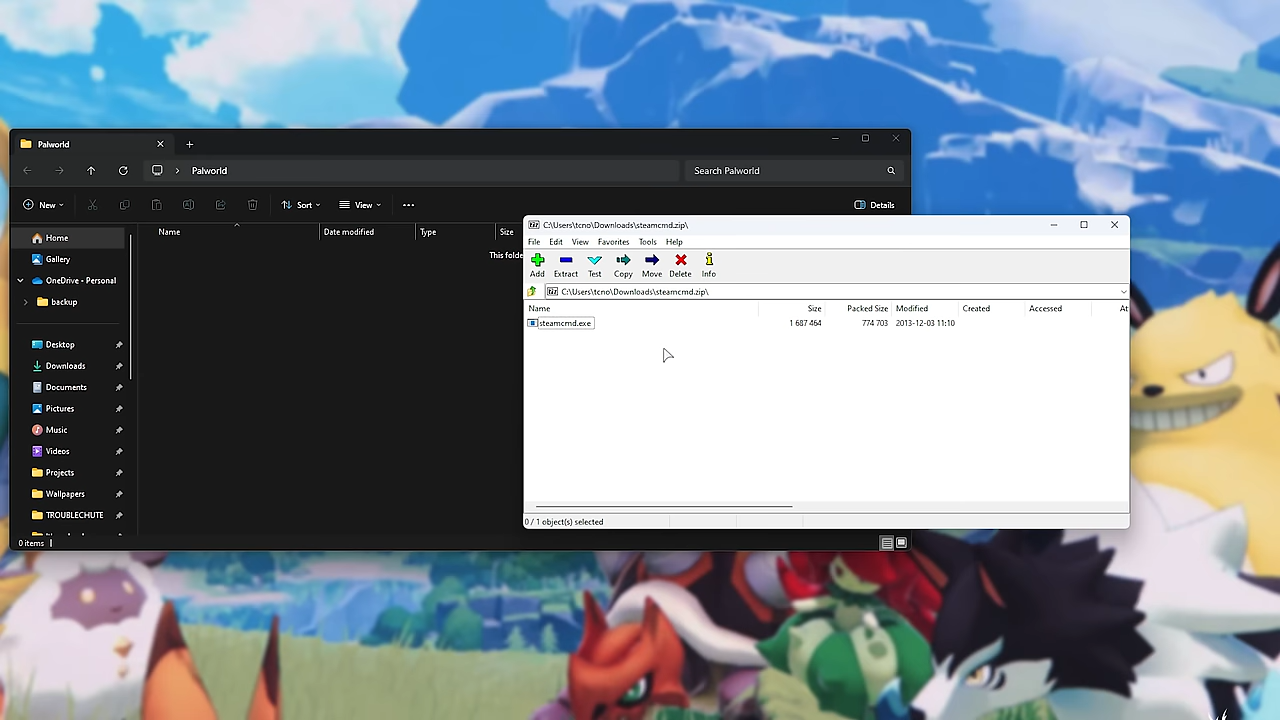 Palworld
Palworld
Search Palworld
New
Sort
View
Details
Home
Gallery
OneDrive - Personal
backup
Desktop
Downloads
Documents
Pictures
Music
Videos
Projects
Wallpapers
TROUBLECHUTE
Name
Date modified
Type
Size
This folde
0 items
C:\Users\tcno\Downloads\steamcmd.zip\
File Edit View Favorites Tools Help
Add Extract Test Copy Move Delete Info
C:\Users\tcno\Downloads\steamcmd.zip\
Name Size Packed Size Modified Created Accessed At
steamcmd.exe 1 687 464 774 703 2013-12-03 11:10
0 / 1 object(s) selected